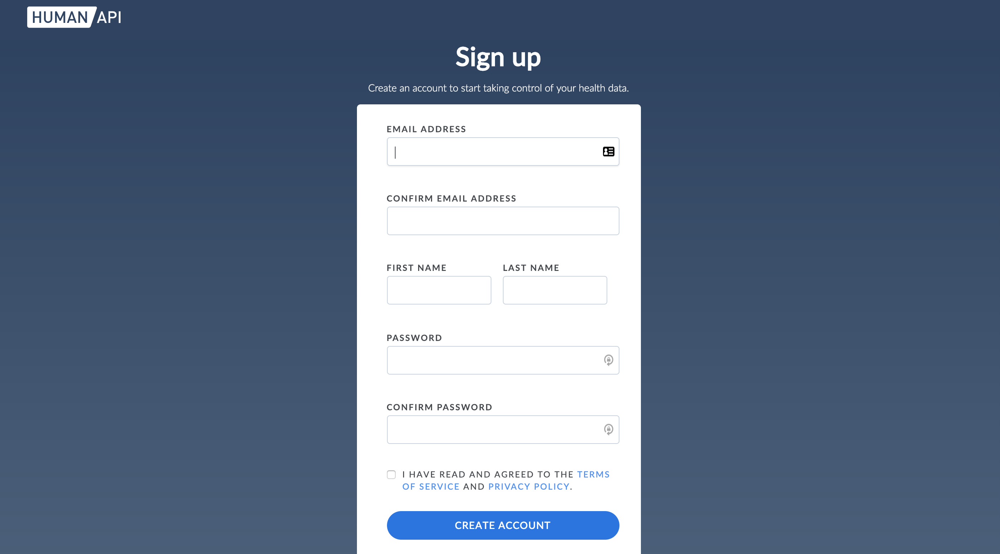 HUMAN API
Sign up
Create an account to start taking control of your health data.
EMAIL ADDRESS
CONFIRM EMAIL ADDRESS
FIRST NAME LAST NAME
PASSWORD
CONFIRM PASSWORD
I HAVE READ AND AGREED TO THE TERMS
OF SERVICE AND PRIVACY POLICY.
CREATE ACCOUNT